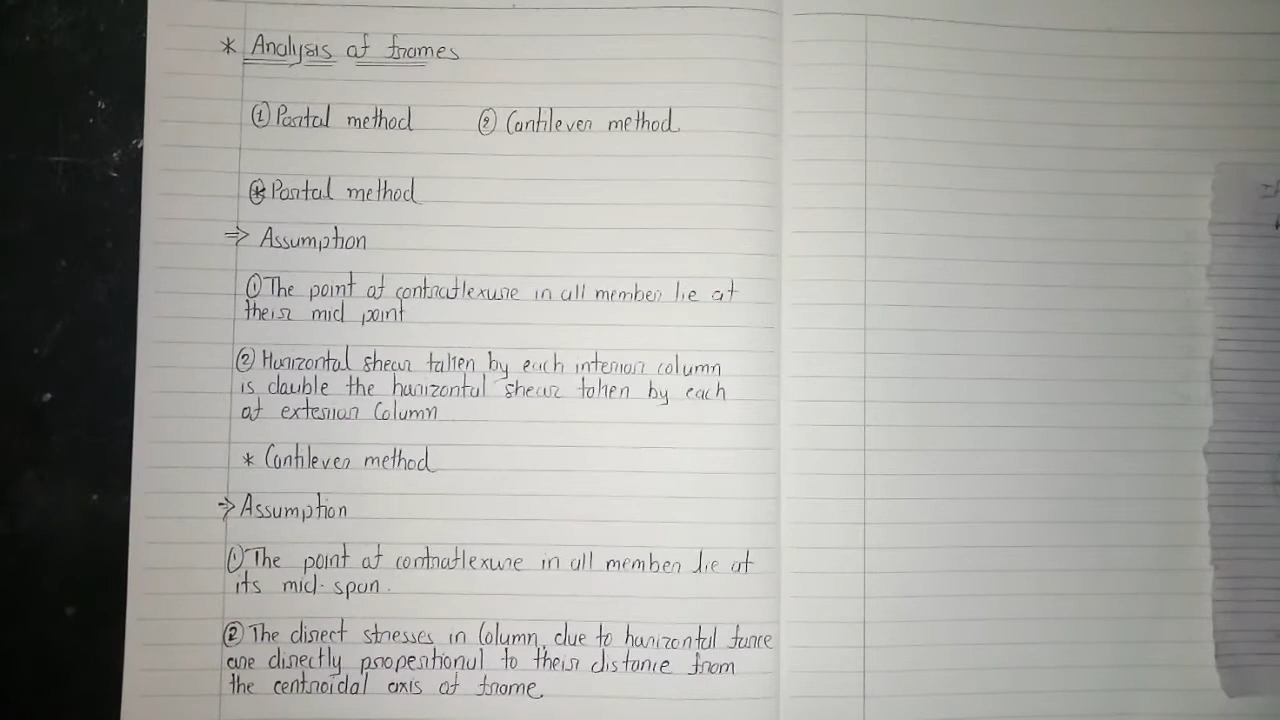 * Analysis of frames
① Portal method ② Cantilever method
* Portal method
⇒ Assumption
① The point of contraflexure in all member lie at
their mid point
② Horizontal shear taken by each interior column
is double the horizontal shear taken by each
of exterior Column
* Cantilever method
⇒ Assumption
① The point of contraflexure in all member lie at
its mid-span.
② The direct stresses in Column, due to horizontal force
are directly propertional to their distance from
the centroidal axis of frame.